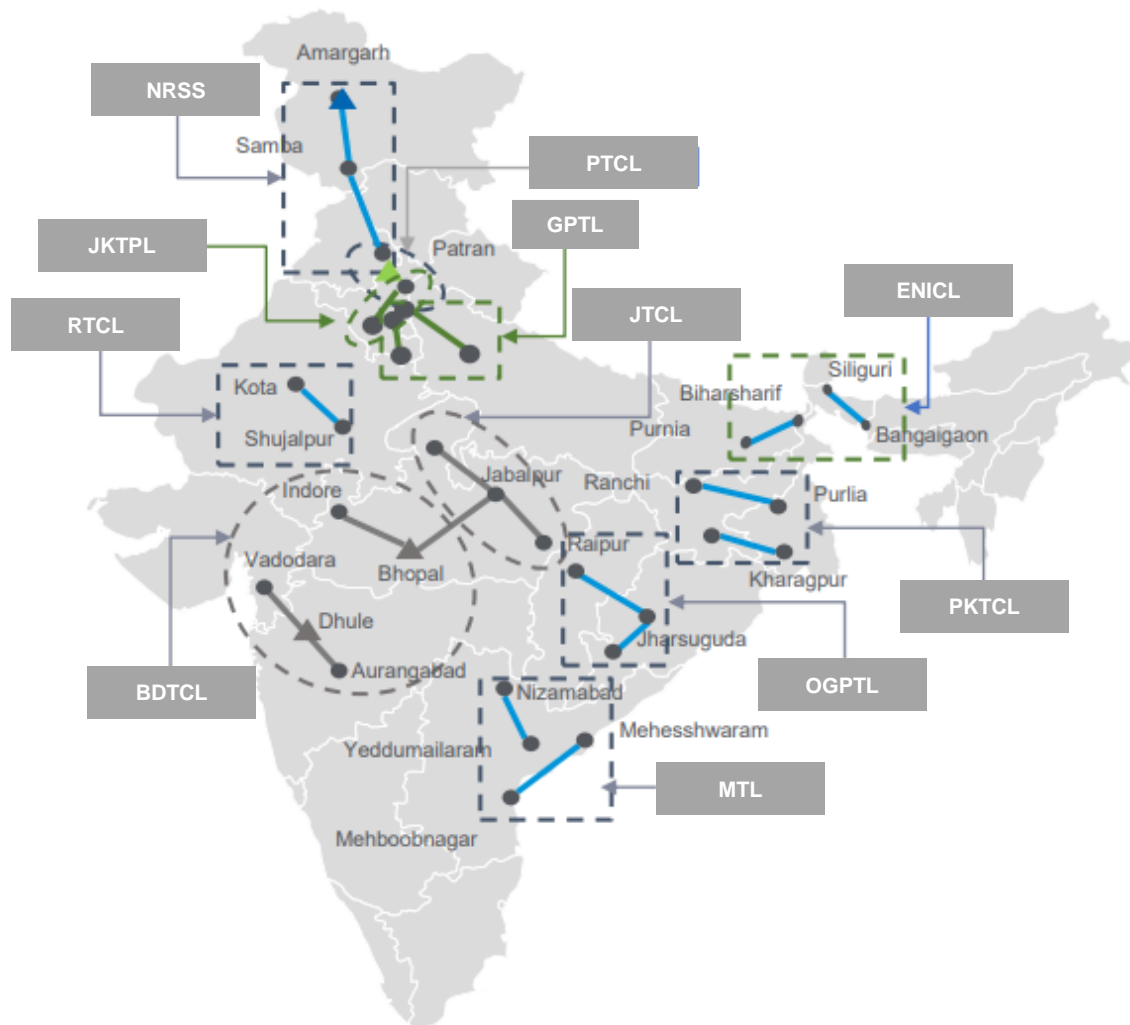 Amargarh
NRSS
Samba
PTCL
GPTL
JKTPL
Patran
ENICL
RTCL
JTCL
Siliguri
Kota
Biharsharif
Purnia
Bangaigaon
Shujalpur
Jabalpur
Ranchi
Indore
Purlia
Raipur
Vadodara
Bhopal
Kharagpur
PKTCL
Dhule
Jharsuguda
Aurangabad
BDTCL
OGPTL
Nizamabad
Mehesshwaram
Yeddumailaram
MTL
Mehboobnagar